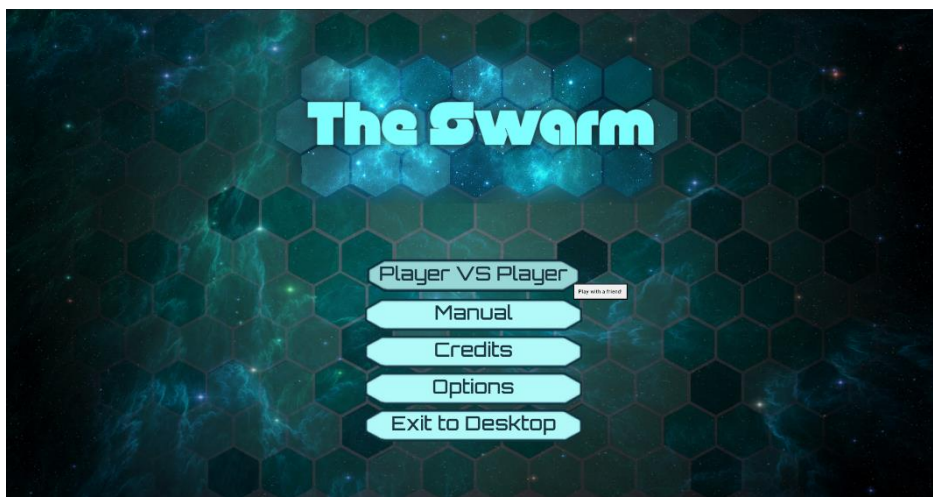 The Swarm
Player VS Player
Play with a friend!
Manual
Credits
Options
Exit to Desktop